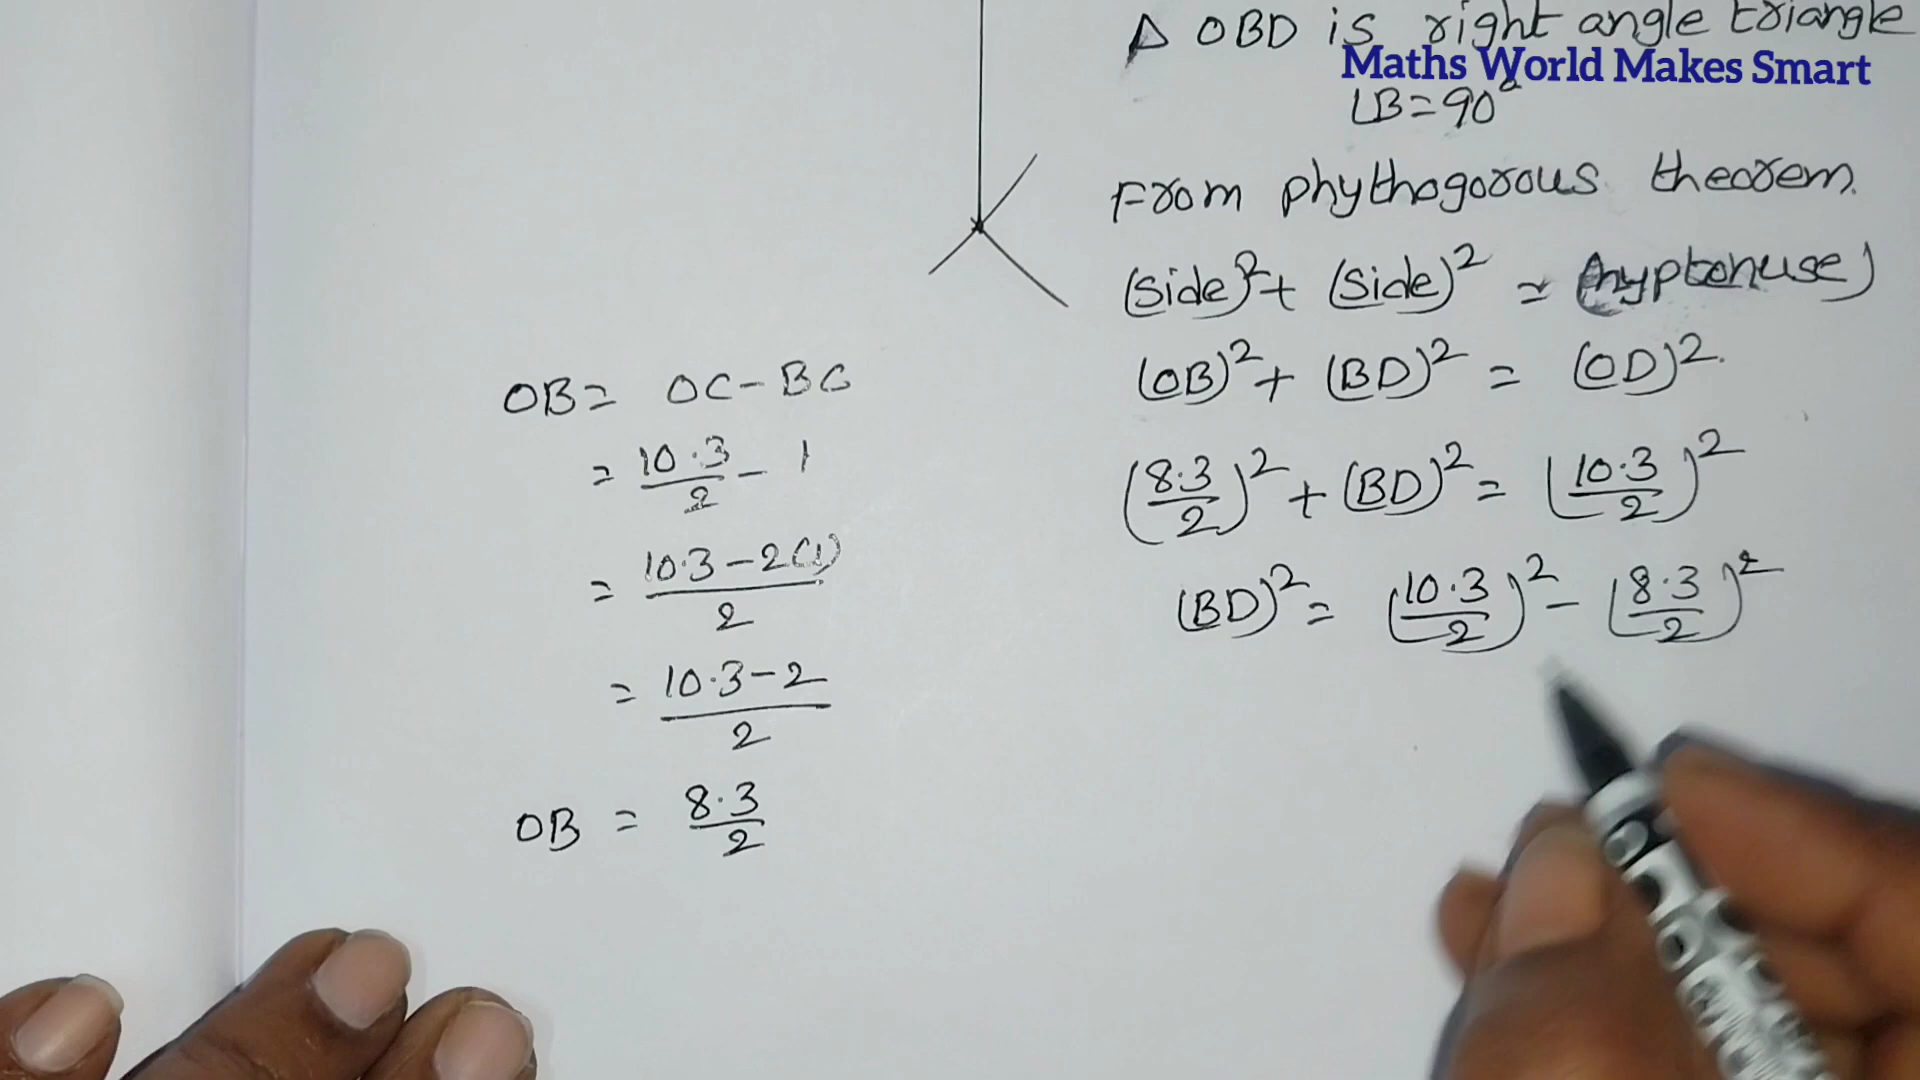 Δ OBD is right angle triangle
Maths World Makes Smart
∠B=90°
From phythogorous theorem.
(side)²+ (side)² = (hyptenuse)
(OB)²+ (BD)² = (OD)².
(8.3/2)²+(BD)²= (10.3/2)²
(BD)²= (10.3/2)²- (8.3/2)²
OB= OC-BC
= 10.3/2 - 1
= 10.3-2(1)/2
= 10.3-2/2
OB = 8.3/2